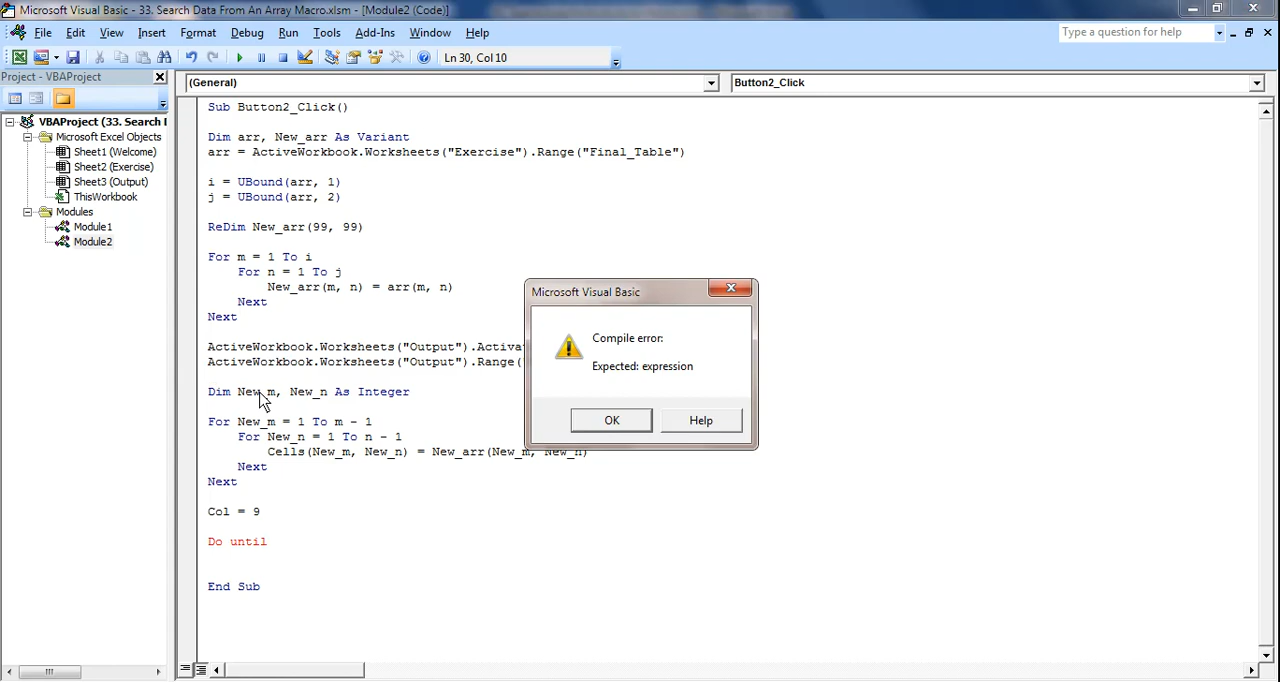 Microsoft Visual Basic - 33. Search Data From An Array Macro.xlsm - [Module2 (Code)]
File Edit View Insert Format Debug Run Tools Add-Ins Window Help
Type a question for help
Ln 30, Col 10
Project - VBAProject
(General)
Button2_Click
VBAProject (33. Search I
Microsoft Excel Objects
Sheet1 (Welcome)
Sheet2 (Exercise)
Sheet3 (Output)
ThisWorkbook
Modules
Module1
Module2
Sub Button2_Click()
Dim arr, New_arr As Variant
arr = ActiveWorkbook.Worksheets("Exercise").Range("Final_Table")
i = UBound(arr, 1)
j = UBound(arr, 2)
ReDim New_arr(99, 99)
For m = 1 To i
For n = 1 To j
New_arr(m, n) = arr(m, n)
Next
Next
ActiveWorkbook.Worksheets("Output").Activa
ActiveWorkbook.Worksheets("Output").Range(
Dim New_m, New_n As Integer
For New_m = 1 To m - 1
For New_n = 1 To n - 1
Cells(New_m, New_n) = New_arr(New_m, New_n)
Next
Next
Col = 9
Do until
End Sub
Microsoft Visual Basic
Compile error:
Expected: expression
OK
Help